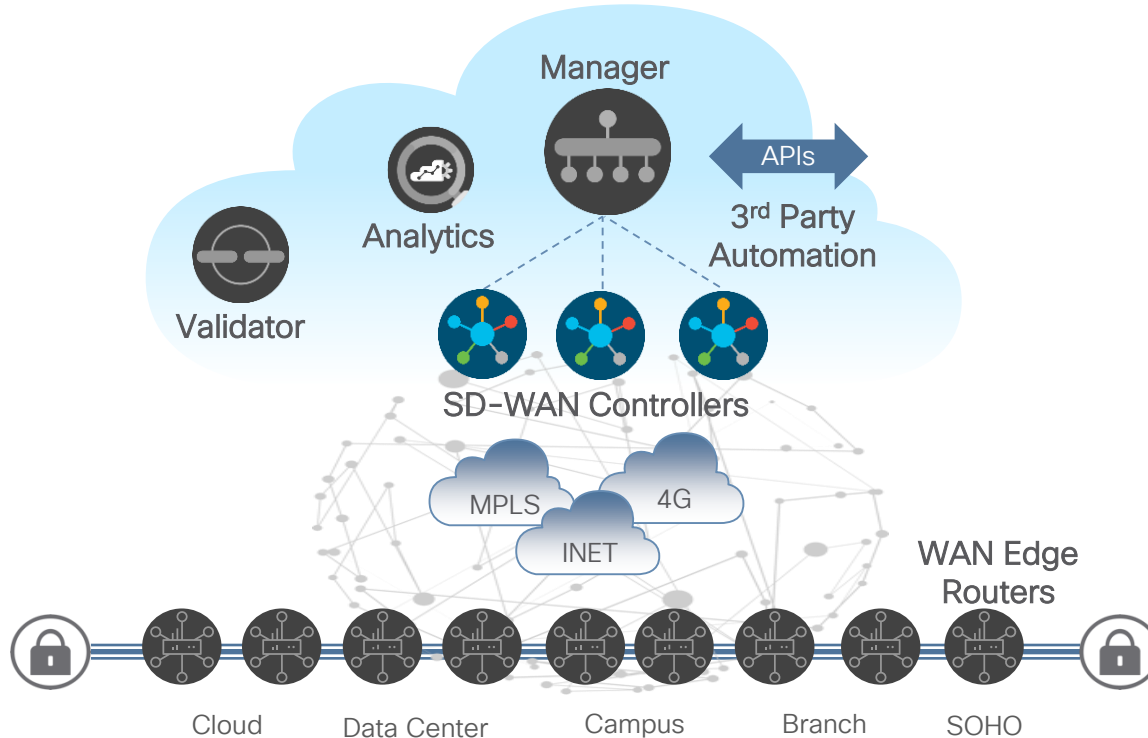 Manager
APIs
Analytics
3rd Party
Automation
Validator
SD-WAN Controllers
MPLS
4G
INET
WAN Edge
Routers
Cloud
Data Center
Campus
Branch
SOHO